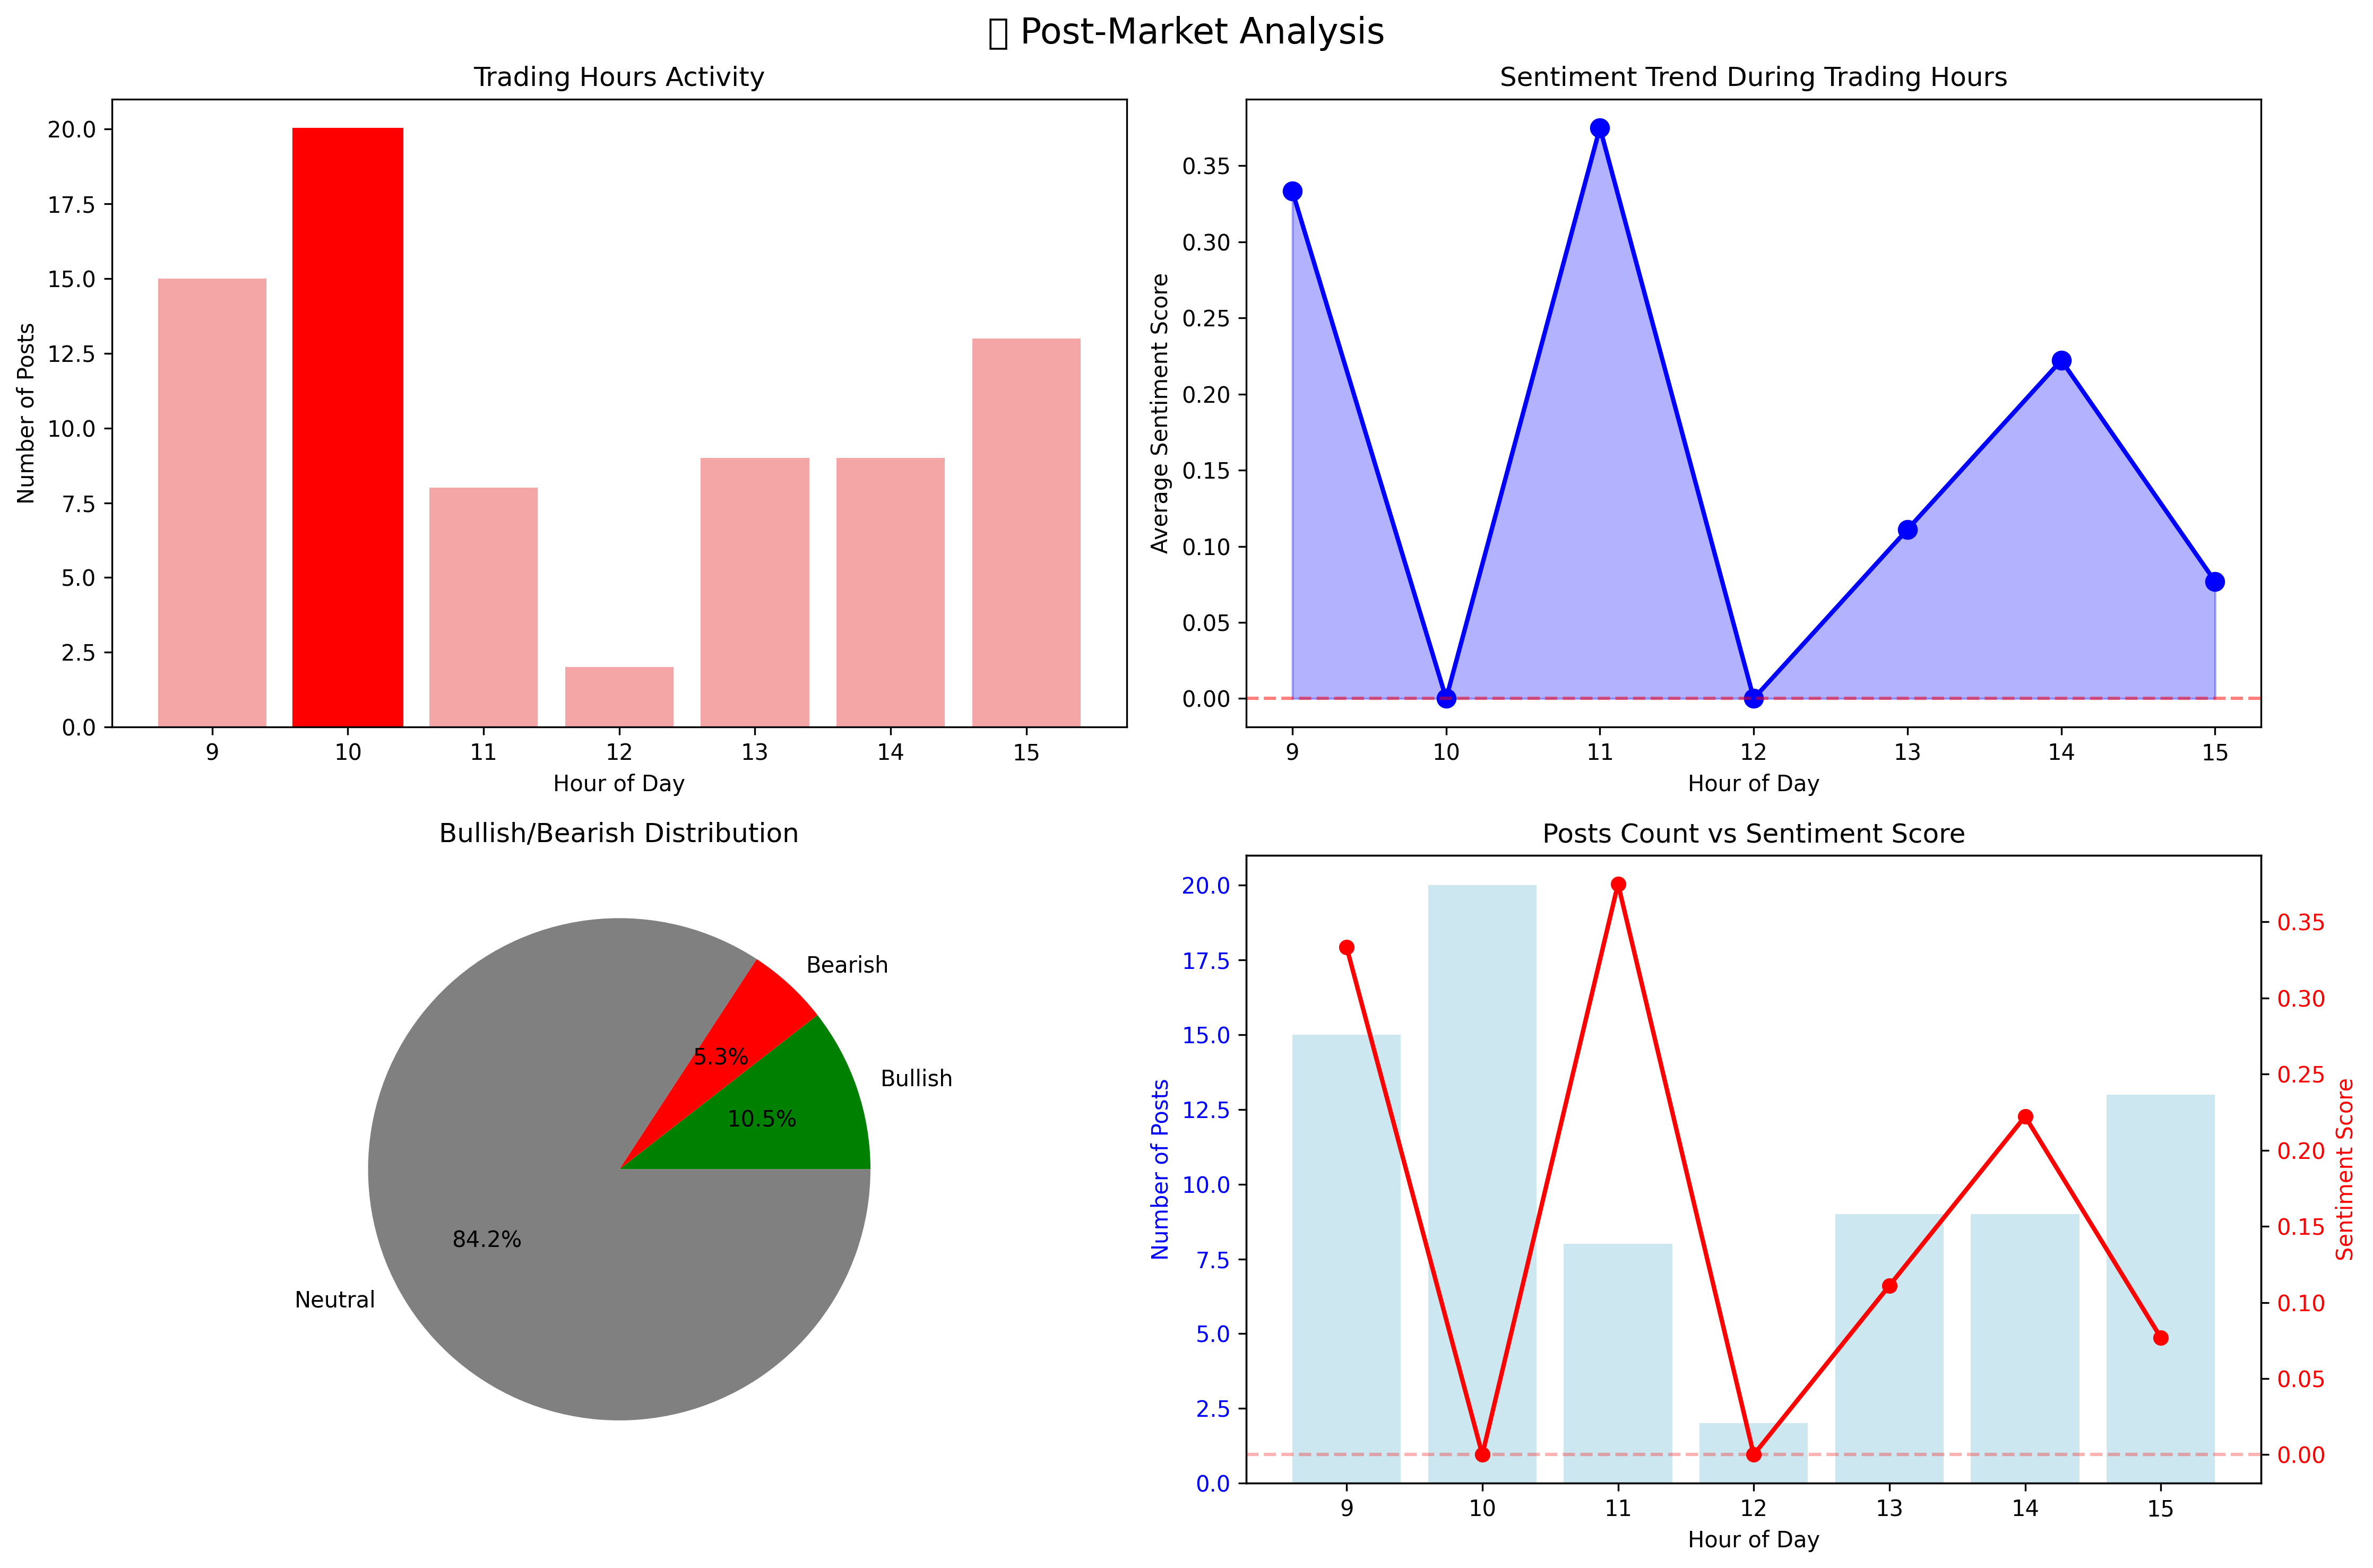 Post-Market Analysis
Trading Hours Activity
20.0
17.5
15.0
12.5
10.0
7.5
5.0
2.5
0.0
Number of Posts
9 10 11 12 13 14 15
Hour of Day
Sentiment Trend During Trading Hours
0.35
0.30
0.25
0.20
0.15
0.10
0.05
0.00
Average Sentiment Score
9 10 11 12 13 14 15
Hour of Day
Bullish/Bearish Distribution
Bearish
5.3%
Bullish
10.5%
84.2%
Neutral
Posts Count vs Sentiment Score
20.0
17.5
15.0
12.5
10.0
7.5
5.0
2.5
0.0
Number of Posts
0.35
0.30
0.25
0.20
0.15
0.10
0.05
0.00
Sentiment Score
9 10 11 12 13 14 15
Hour of Day